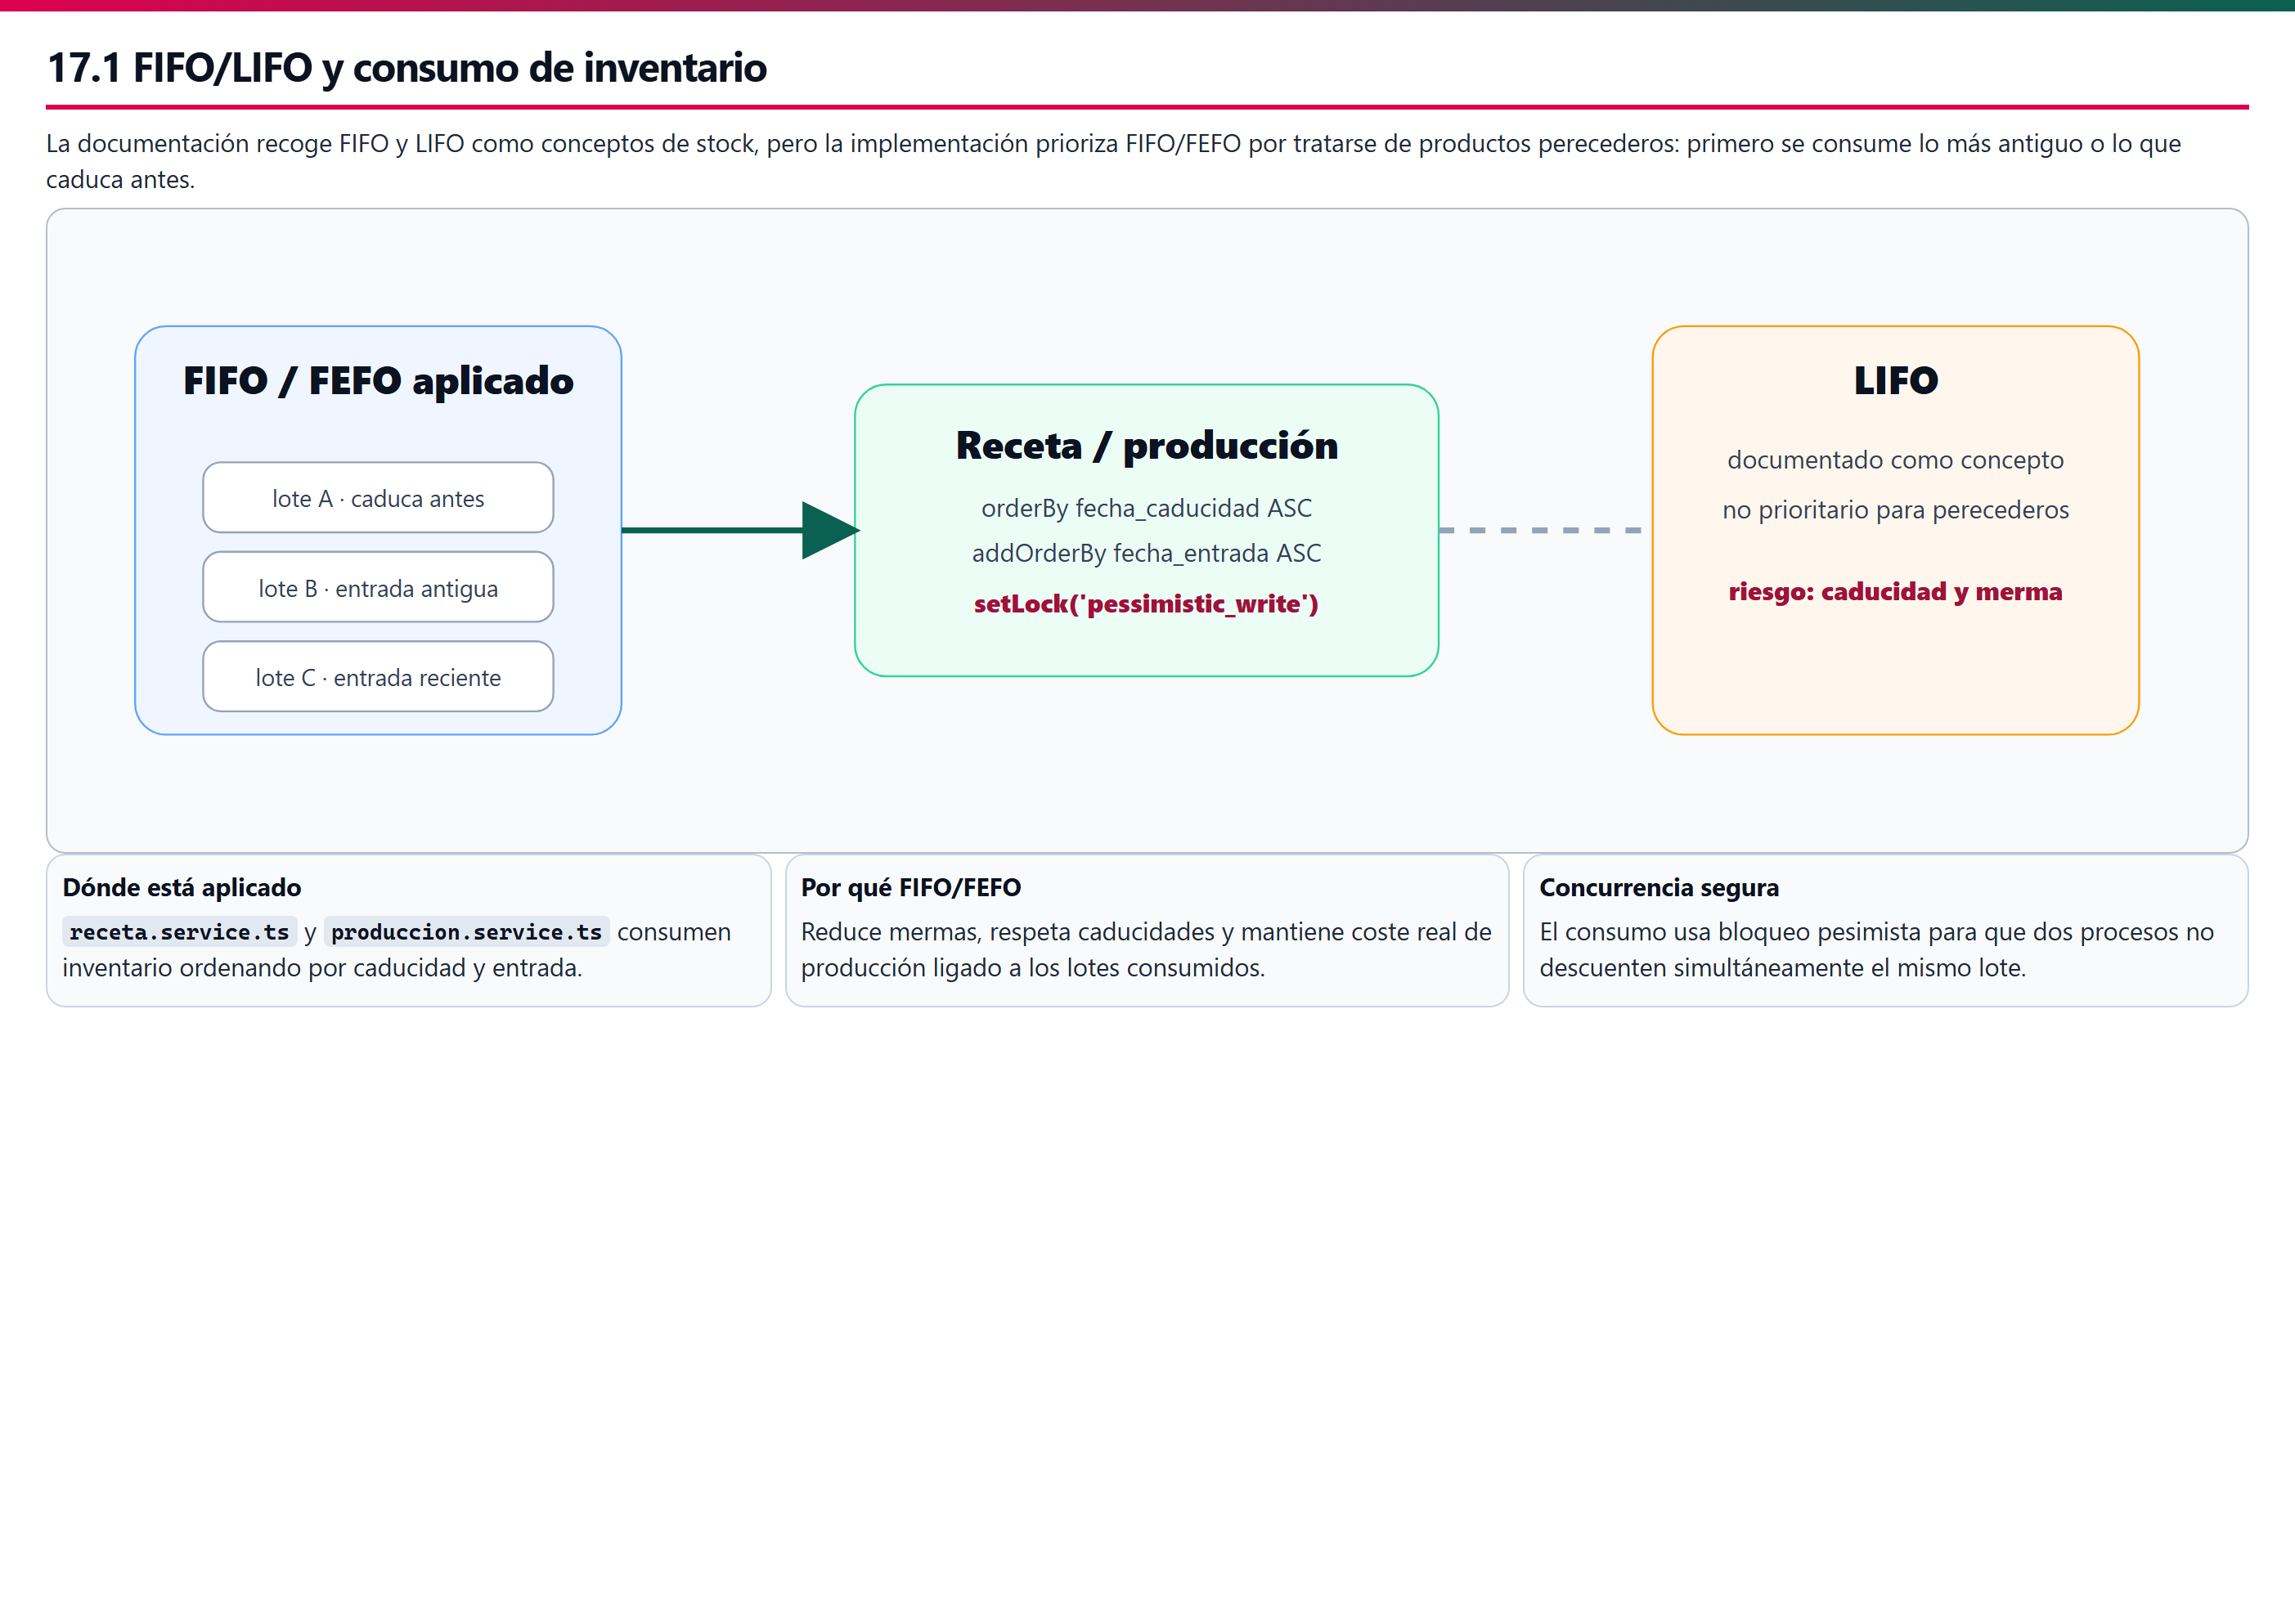 17.1 FIFO/LIFO y consumo de inventario
La documentación recoge FIFO y LIFO como conceptos de stock, pero la implementación prioriza FIFO/FEFO por tratarse de productos perecederos: primero se consume lo más antiguo o lo que
caduca antes.
FIFO / FEFO aplicado
lote A · caduca antes
lote B · entrada antigua
lote C · entrada reciente
Receta / producción
orderBy fecha_caducidad ASC
addOrderBy fecha_entrada ASC
setLock('pessimistic_write')
LIFO
documentado como concepto
no prioritario para perecederos
riesgo: caducidad y merma
Dónde está aplicado
receta.service.ts y produccion.service.ts consumen
inventario ordenando por caducidad y entrada.
Por qué FIFO/FEFO
Reduce mermas, respeta caducidades y mantiene coste real de
producción ligado a los lotes consumidos.
Concurrencia segura
El consumo usa bloqueo pesimista para que dos procesos no
descuenten simultáneamente el mismo lote.